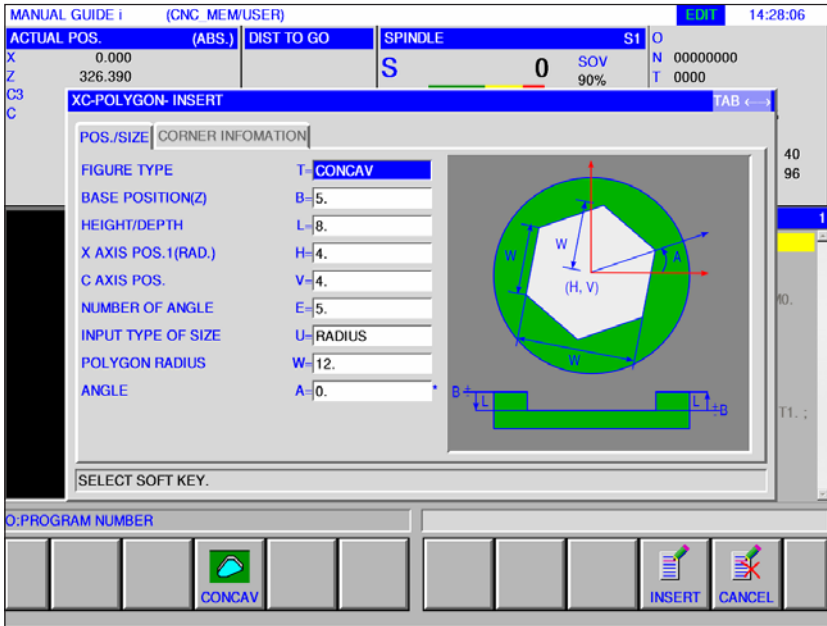 MANUAL GUIDE i (CNC_MEM/USER) EDIT 14:28:06
ACTUAL POS. (ABS.) DIST TO GO SPINDLE S1 O
X 0.000 N 00000000
Z 326.390 S 0 SOV 90% T 0000
C3
C
XC-POLYGON- INSERT TAB ←→
POS./SIZE CORNER INFOMATION
FIGURE TYPE T= CONCAV
BASE POSITION(Z) B= 5.
HEIGHT/DEPTH L= 8.
X AXIS POS.1(RAD.) H= 4.
C AXIS POS. V= 4.
NUMBER OF ANGLE E= 5.
INPUT TYPE OF SIZE U= RADIUS
POLYGON RADIUS W= 12.
ANGLE A= 0. *
W
W
A
(H, V)
W
B ÷ L L ÷B
40
96
1
M0.
T1. ;
SELECT SOFT KEY.
O:PROGRAM NUMBER
CONCAV INSERT CANCEL